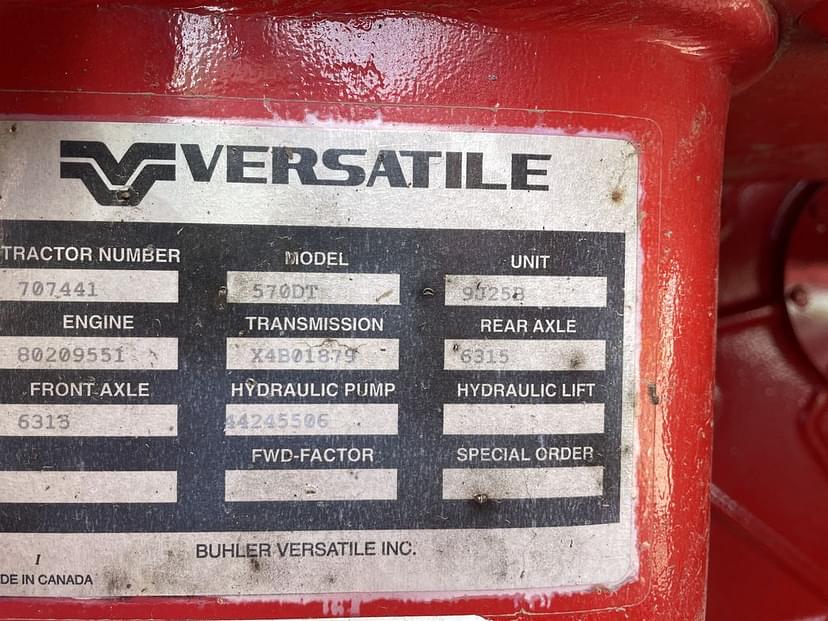 VERSATILE
TRACTOR NUMBER MODEL UNIT
707441 570DT
ENGINE TRANSMISSION REAR AXLE
80209551 X4B01879 6315
FRONT AXLE HYDRAULIC PUMP HYDRAULIC LIFT
6313 44245506
FWD-FACTOR SPECIAL ORDER
BUHLER VERSATILE INC.
I
DE IN CANADA